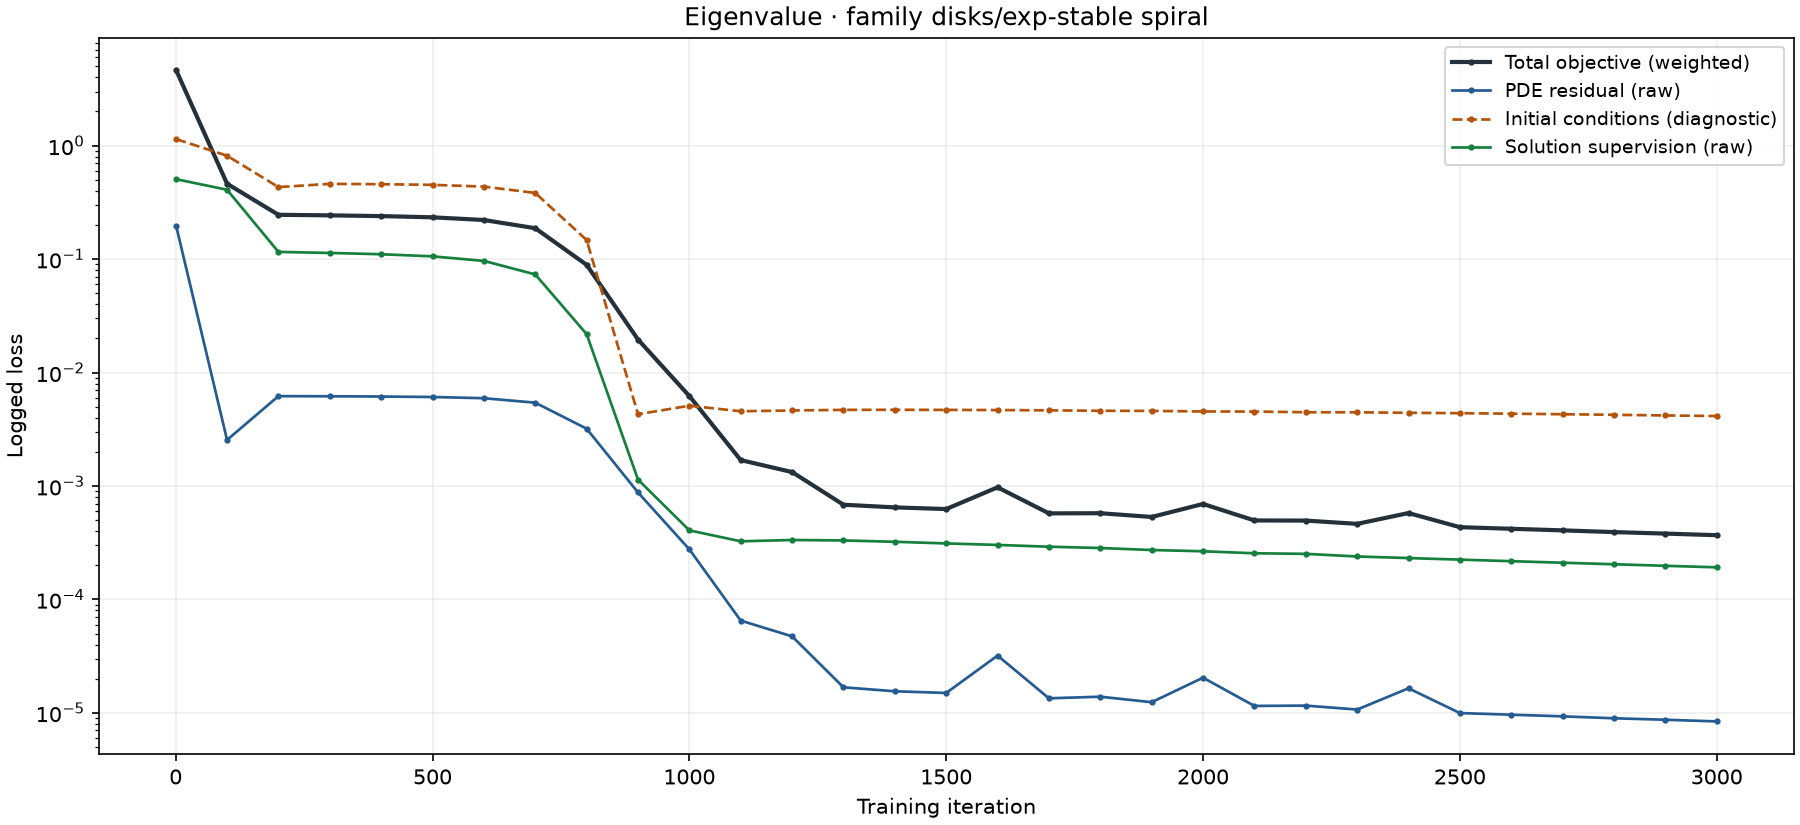 Eigenvalue · family disks/exp-stable spiral
Total objective (weighted)
PDE residual (raw)
Initial conditions (diagnostic)
Solution supervision (raw)
Logged loss
10⁰
10⁻¹
10⁻²
10⁻³
10⁻⁴
10⁻⁵
0 500 1000 1500 2000 2500 3000
Training iteration